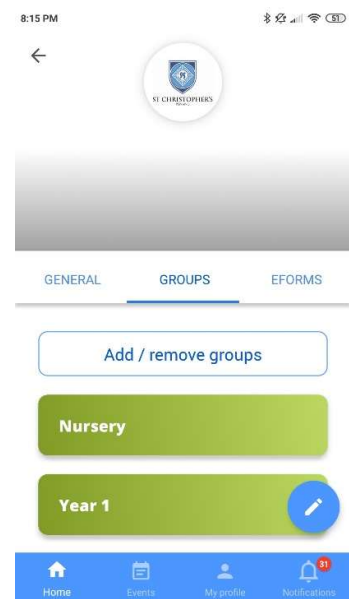 8:15 PM
51
ST CHRISTOPHER'S
GENERAL GROUPS EFORMS
Add / remove groups
Nursery
Year 1
31
Home Events My profile Notifications